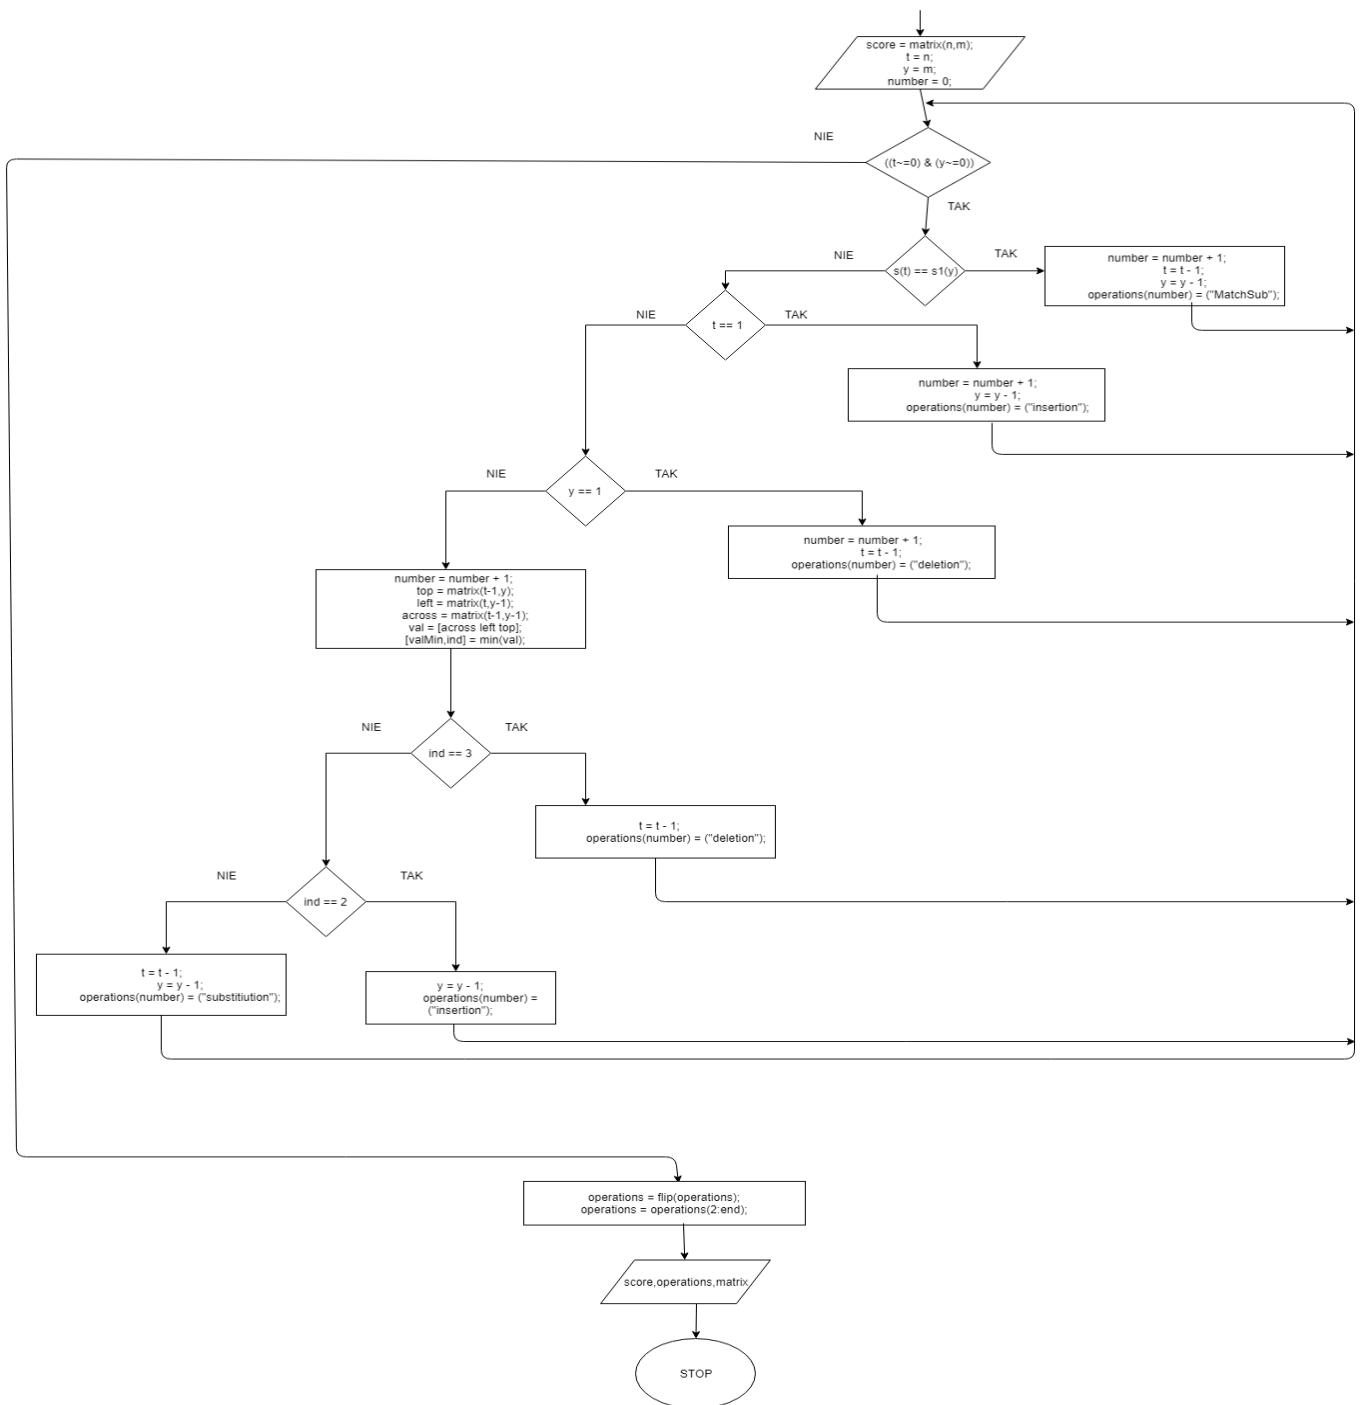 score = matrix(n,m);
t = n;
y = m;
number = 0;
NIE
((t~=0) & (y~=0))
TAK
NIE
s(t) == s1(y)
TAK
number = number + 1;
t = t - 1;
y = y - 1;
operations(number) = ("MatchSub");
NIE
t == 1
TAK
number = number + 1;
y = y - 1;
operations(number) = ("insertion");
NIE
y == 1
TAK
number = number + 1;
t = t - 1;
operations(number) = ("deletion");
number = number + 1;
top = matrix(t-1,y);
left = matrix(t,y-1);
across = matrix(t-1,y-1);
val = [across left top];
[valMin,ind] = min(val);
NIE
ind == 3
TAK
t = t - 1;
operations(number) = ("deletion");
NIE
ind == 2
TAK
t = t - 1;
y = y - 1;
operations(number) = ("substitiution");
y = y - 1;
operations(number) =
("insertion");
operations = flip(operations);
operations = operations(2:end);
score,operations,matrix
STOP